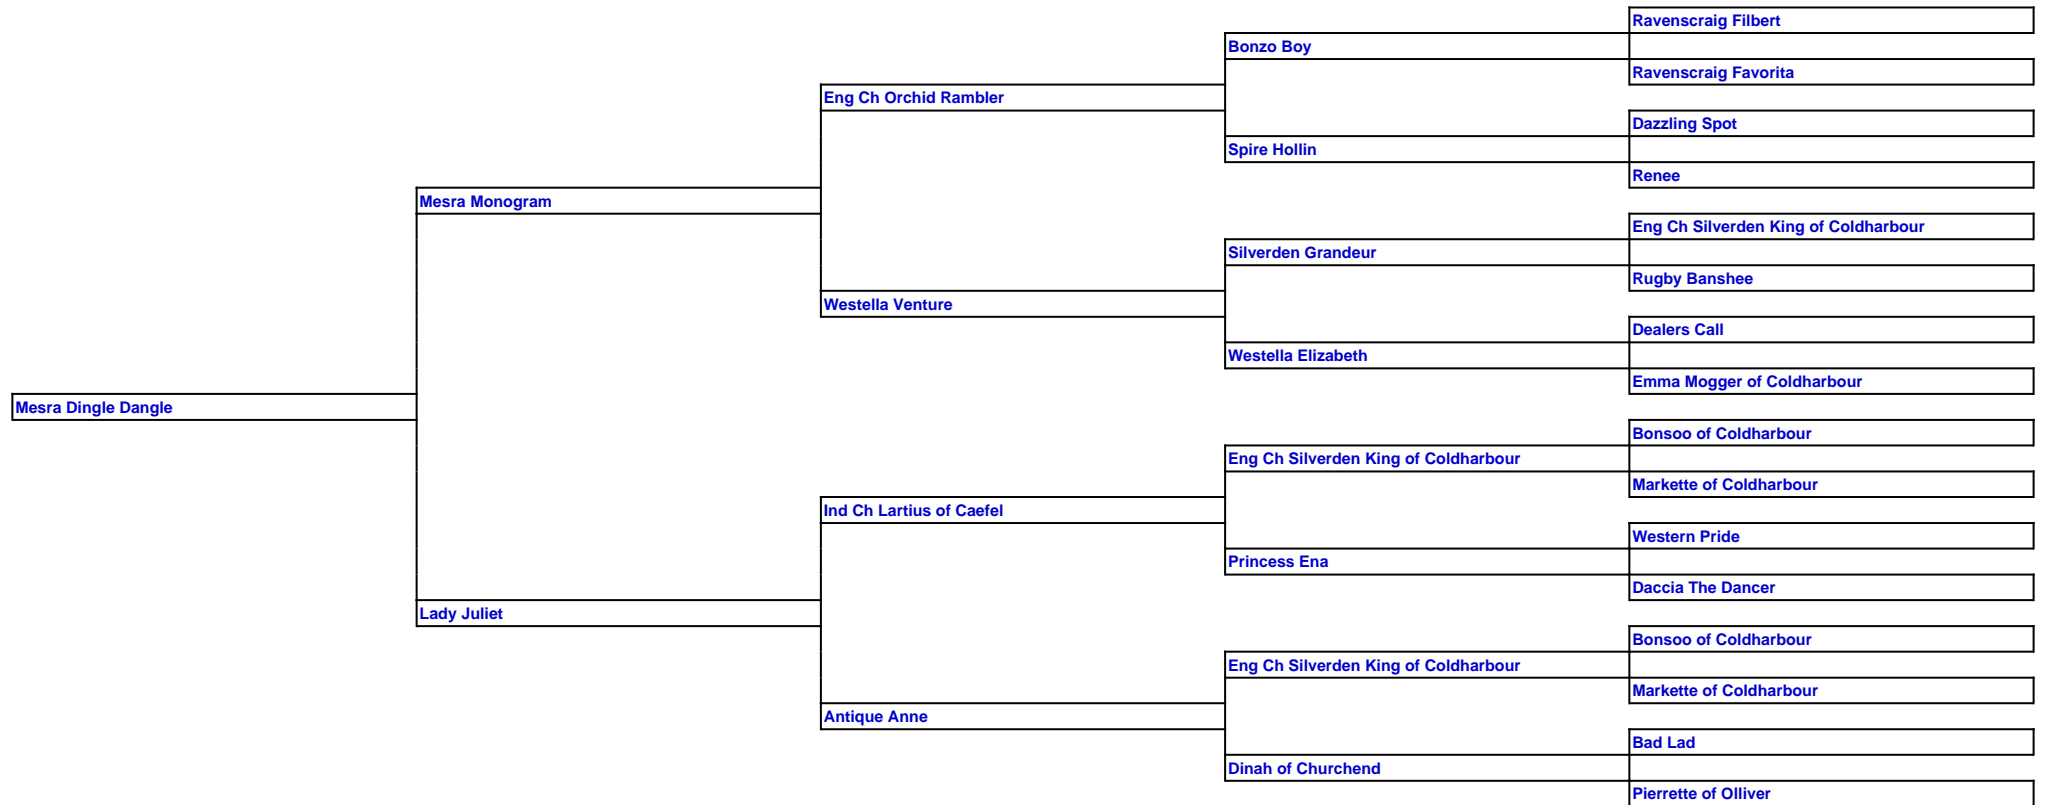 Ravenscraig Filbert
Bonzo Boy
Ravenscraig Favorita
Eng Ch Orchid Rambler
Dazzling Spot
Spire Hollin
Renee
Mesra Monogram
Eng Ch Silverden King of Coldharbour
Silverden Grandeur
Rugby Banshee
Westella Venture
Dealers Call
Westella Elizabeth
Emma Mogger of Coldharbour
Mesra Dingle Dangle
Bonsoo of Coldharbour
Eng Ch Silverden King of Coldharbour
Markette of Coldharbour
Ind Ch Lartius of Caefel
Western Pride
Princess Ena
Daccia The Dancer
Lady Juliet
Bonsoo of Coldharbour
Eng Ch Silverden King of Coldharbour
Markette of Coldharbour
Antique Anne
Bad Lad
Dinah of Churchend
Pierrette of Olliver